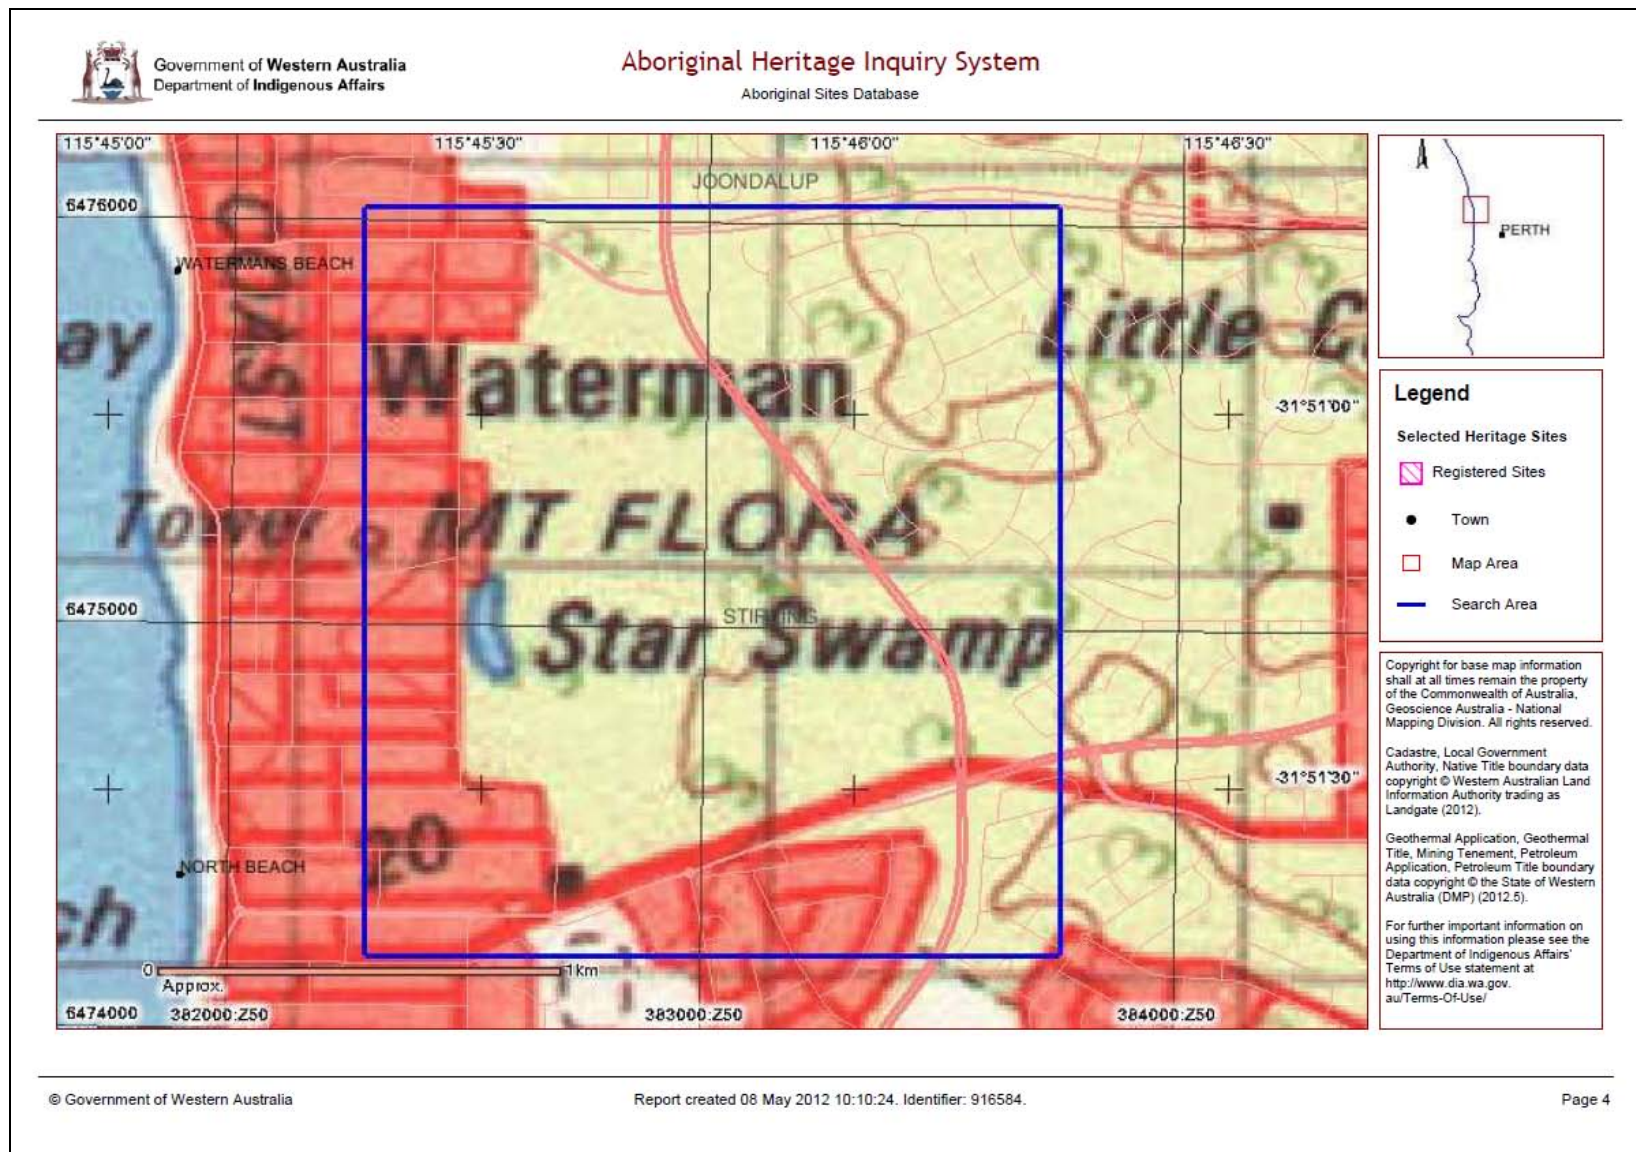 Government of Western Australia
Department of Indigenous Affairs
Aboriginal Heritage Inquiry System
Aboriginal Sites Database
115°45'00" 115°45'30" 115°46'00" 115°46'30"
JOONDALUP
6476000
COAST
WATERMANS BEACH
PERTH
ay
Little C
Waterman
-31°51'00"
Tower MT FLORA
6475000
STIRLING
Star Swamp
-31°51'30"
20
NORTH BEACH
ch
0 1km
Approx.
6474000 382000:Z50 383000:Z50 384000:Z50
Legend
Selected Heritage Sites
Registered Sites
Town
Map Area
Search Area
Copyright for base map information
shall at all times remain the property
of the Commonwealth of Australia,
Geoscience Australia - National
Mapping Division. All rights reserved.
Cadastre, Local Government
Authority, Native Title boundary data
copyright © Western Australian Land
Information Authority trading as
Landgate (2012).
Geothermal Application, Geothermal
Title, Mining Tenement, Petroleum
Application, Petroleum Title boundary
data copyright © the State of Western
Australia (DMP) (2012.5).
For further important information on
using this information please see the
Department of Indigenous Affairs'
Terms of Use statement at
http://www.dia.wa.gov.
au/Terms-Of-Use/
© Government of Western Australia
Report created 08 May 2012 10:10:24. Identifier: 916584.
Page 4